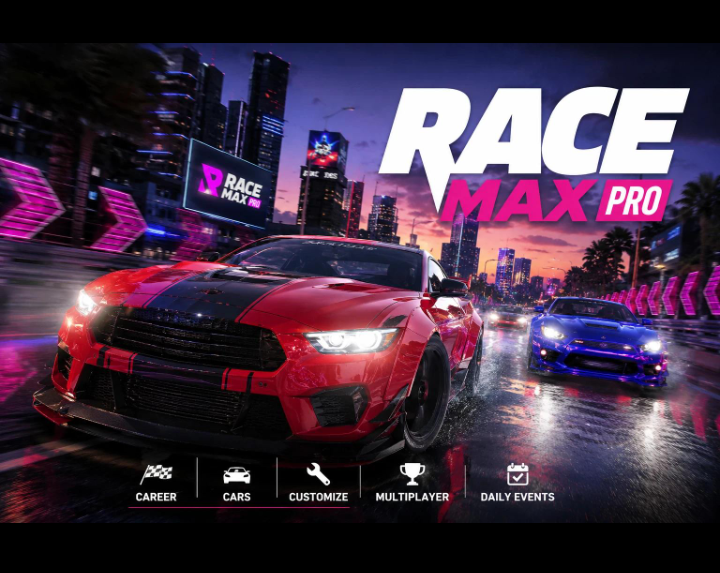 RACE
MAX PRO
RACE
MAX PRO
CAREER
CARS
CUSTOMIZE
MULTIPLAYER
DAILY EVENTS